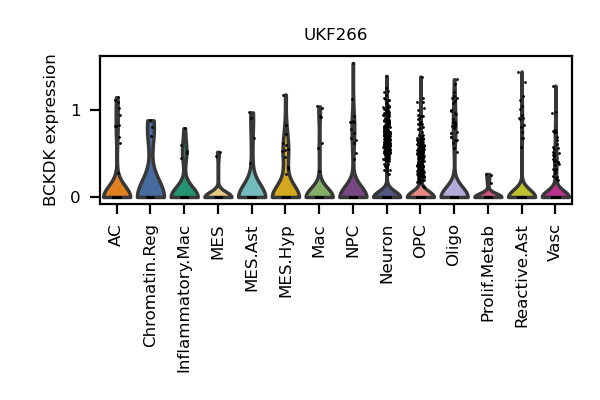 UKF266
BCKDK expression
1
0
AC
Chromatin.Reg
Inflammatory.Mac
MES
MES.Ast
MES.Hyp
Mac
NPC
Neuron
OPC
Oligo
Prolif.Metab
Reactive.Ast
Vasc